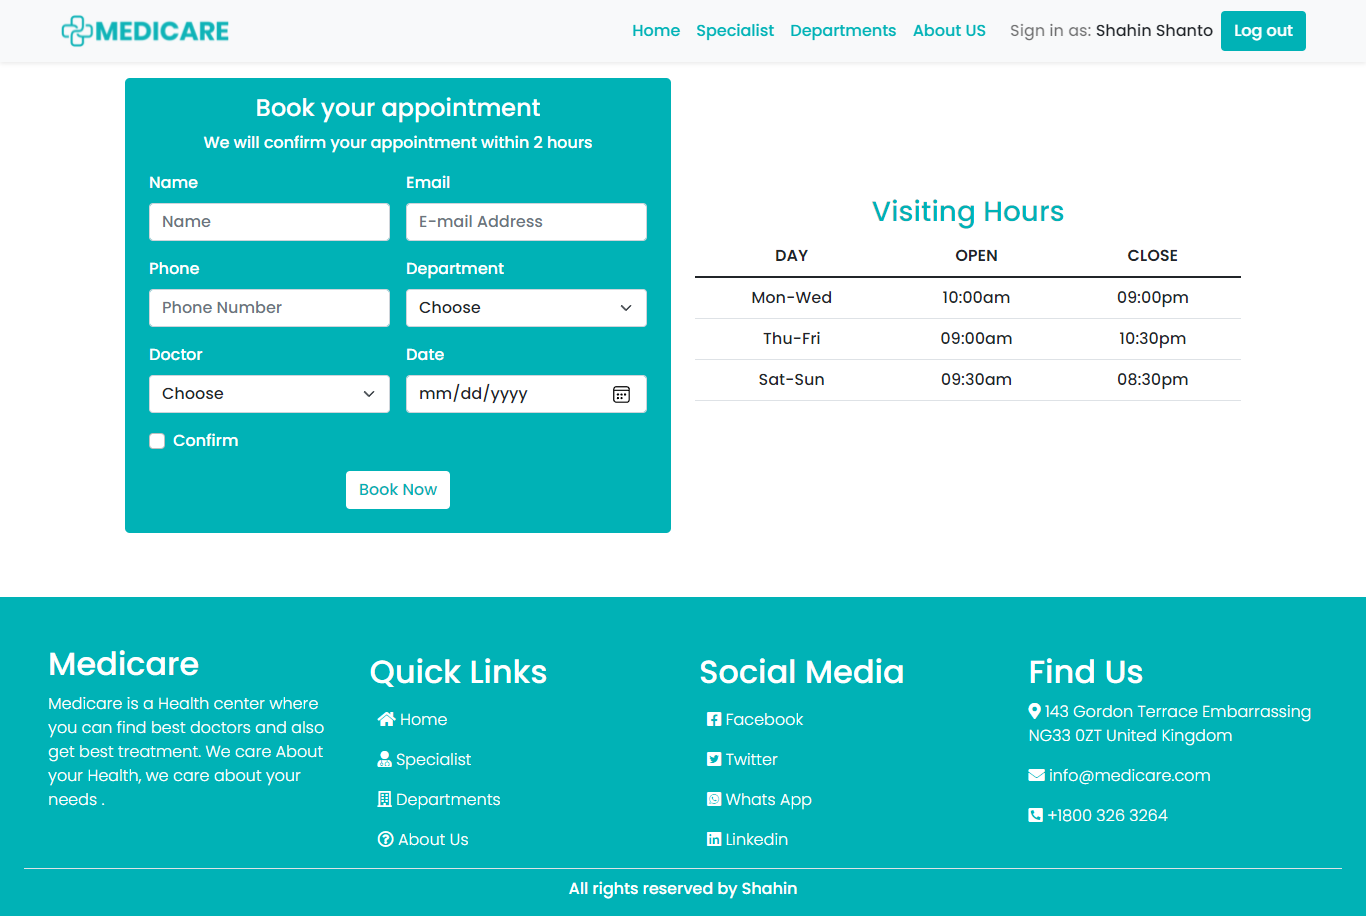 MEDICARE
Home Specialist Departments About US Sign in as: Shahin Shanto Log out
Book your appointment
We will confirm your appointment within 2 hours
Name Email
Name E-mail Address
Phone Department
Phone Number Choose
Doctor Date
Choose mm/dd/yyyy
Confirm
Book Now
Visiting Hours
DAY OPEN CLOSE
Mon-Wed 10:00am 09:00pm
Thu-Fri 09:00am 10:30pm
Sat-Sun 09:30am 08:30pm
Medicare
Medicare is a Health center where
you can find best doctors and also
get best treatment. We care About
your Health, we care about your
needs .
Quick Links
Home
Specialist
Departments
About Us
Social Media
Facebook
Twitter
Whats App
Linkedin
Find Us
143 Gordon Terrace Embarrassing
NG33 0ZT United Kingdom
info@medicare.com
+1800 326 3264
All rights reserved by Shahin